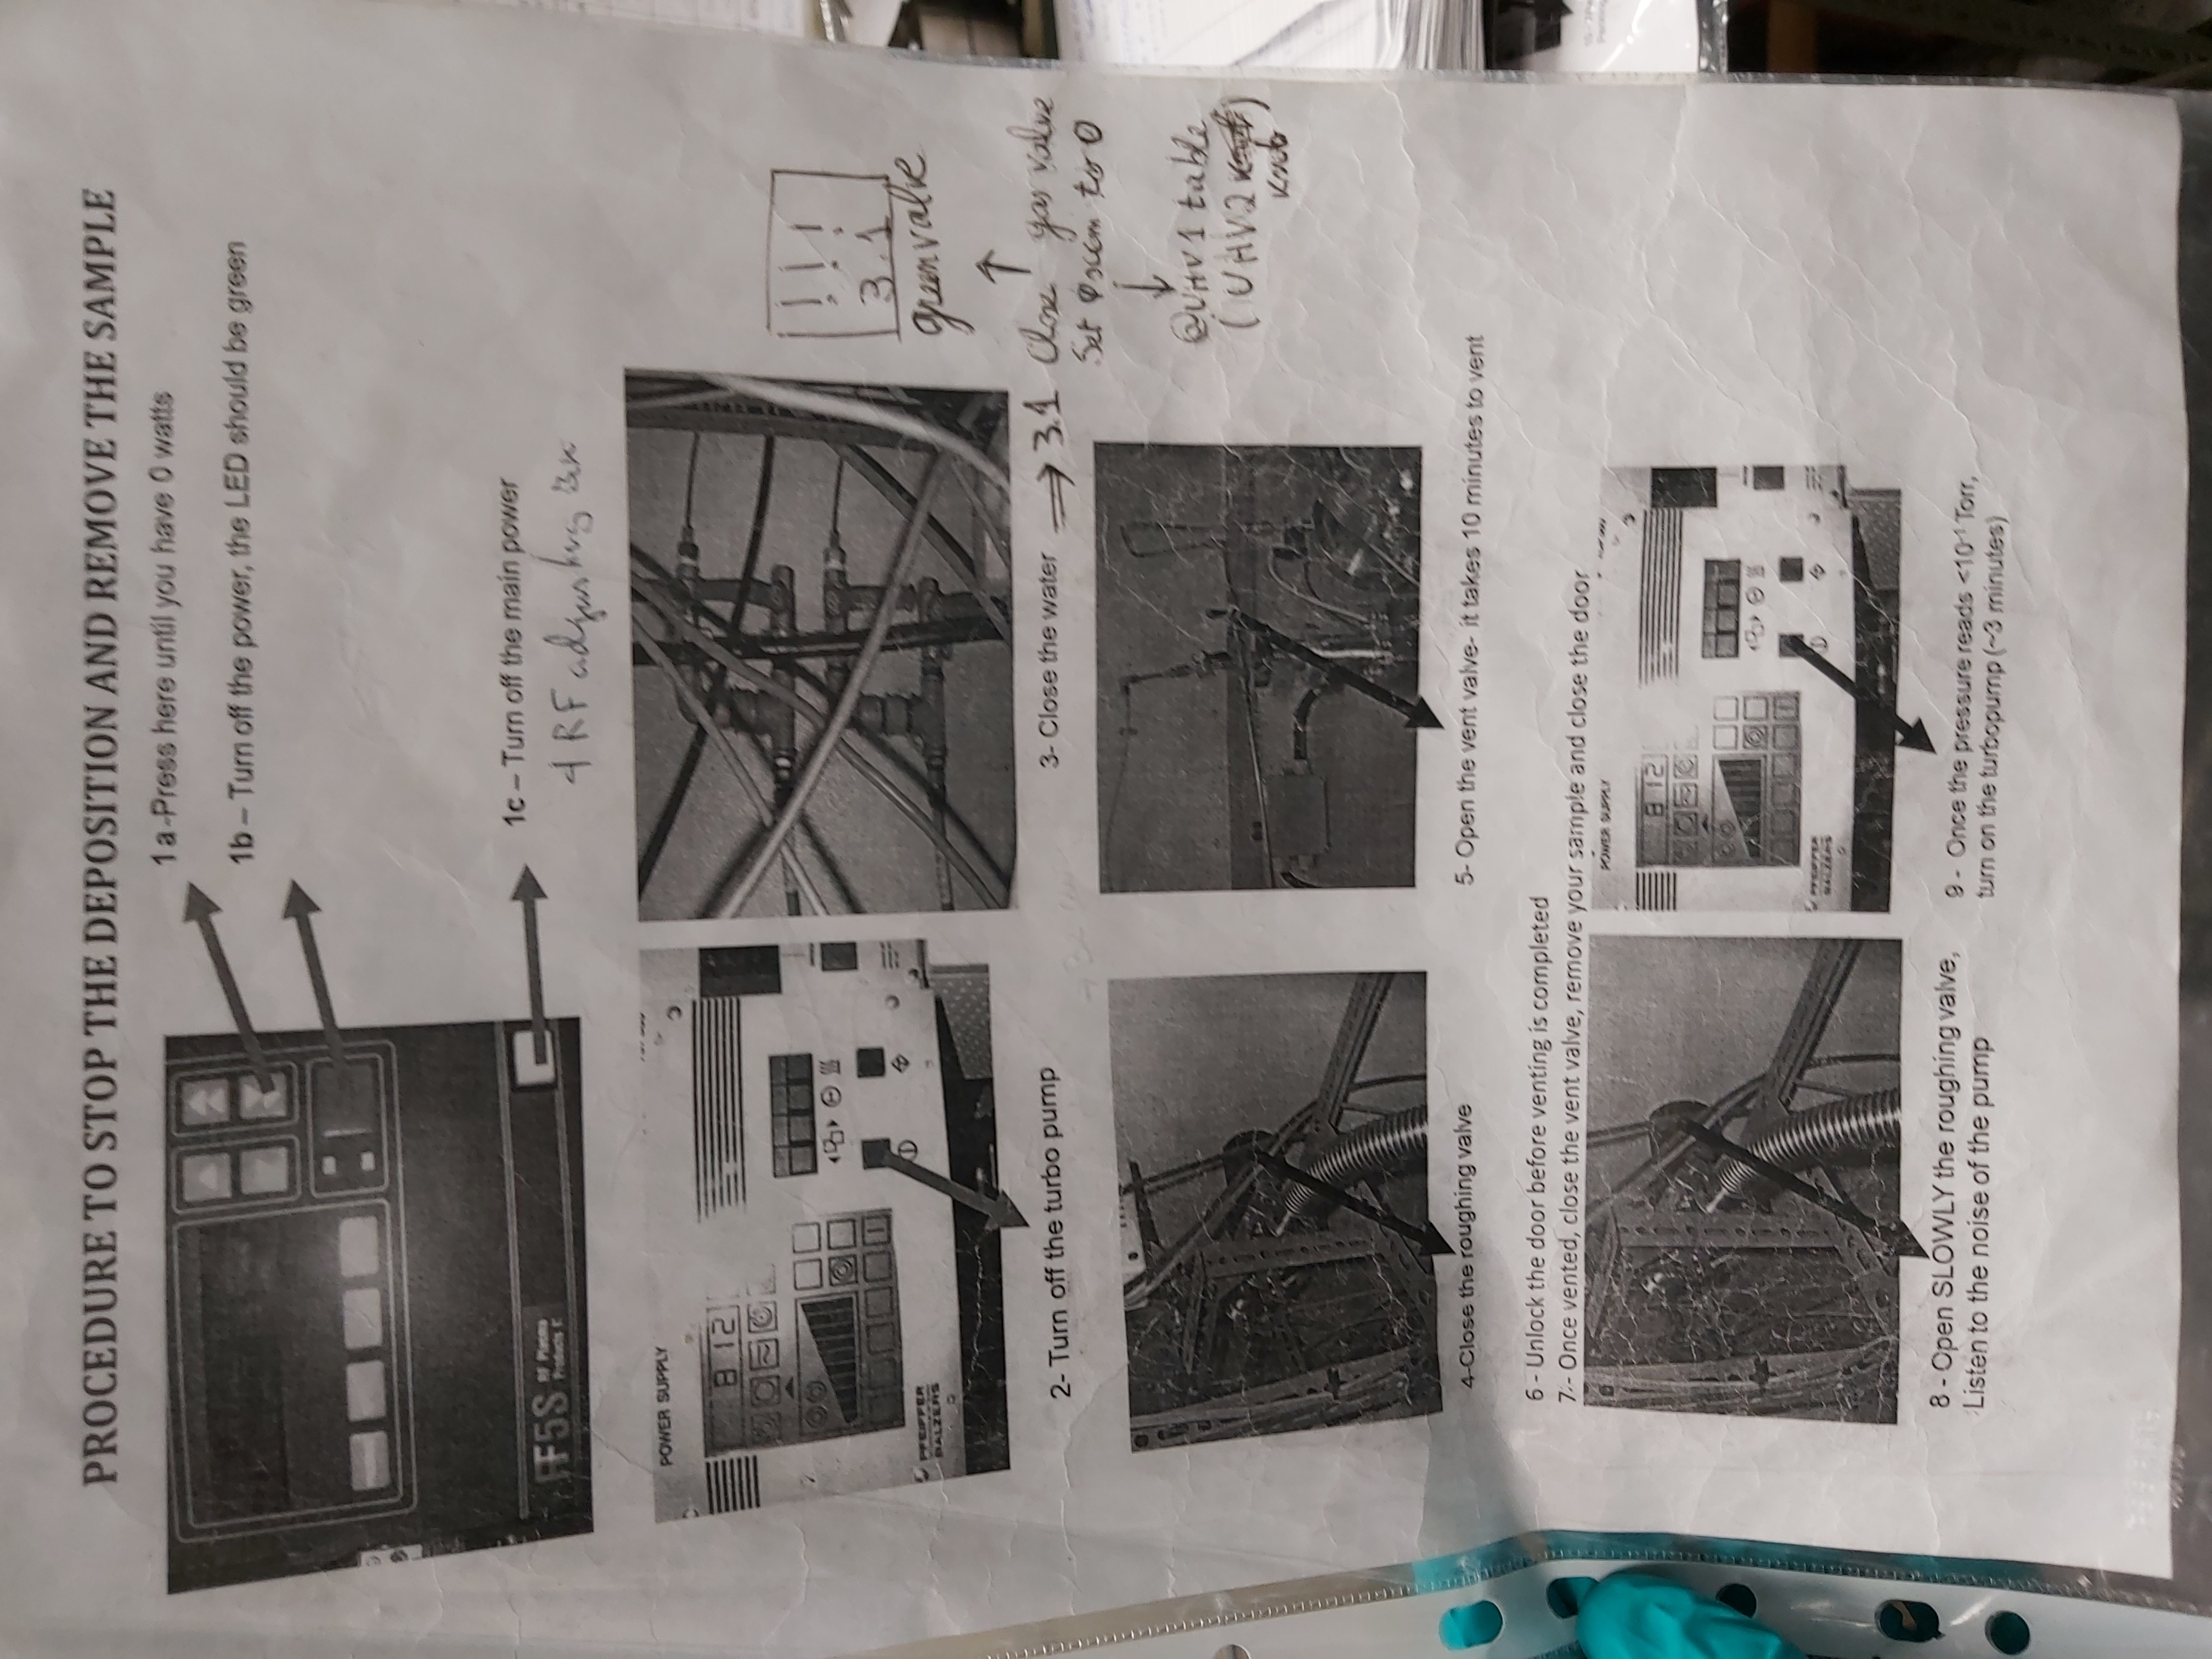 PROCEDURE TO STOP THE DEPOSITION AND REMOVE THE SAMPLE
1a-Press here until you have 0 watts
1b – Turn off the power, the LED should be green
1c – Turn off the main power
RF adjusting
RF5S RF Plasma
Products
POWER SUPPLY
8 12
PFEIFFER
BALZERS
! ! !
3.1
green valve
2- Turn off the turbo pump
3- Close the water ⇒ 3.1 Close gas valve
Set sccm to 0
@UHV1 table
(UHV2
knob
4-Close the roughing valve
5- Open the vent valve- it takes 10 minutes to vent
6 - Unlock the door before venting is completed
7 - Once vented, close the vent valve, remove your sample and close the door
POWER SUPPLY
8 12
PFEIFFER
BALZERS
8 - Open SLOWLY the roughing valve,
Listen to the noise of the pump
9 - Once the pressure reads <10⁻¹ Torr,
turn on the turbopump (~3 minutes)